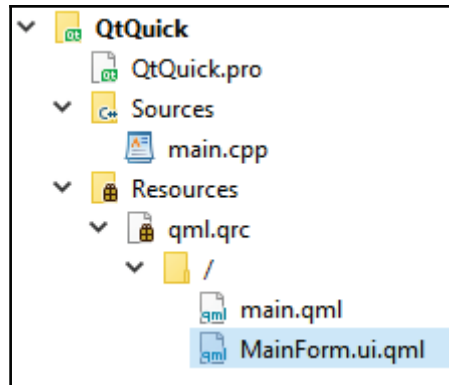 QtQuick
QtQuick.pro
Sources
main.cpp
Resources
qml.qrc
/
main.qml
MainForm.ui.qml